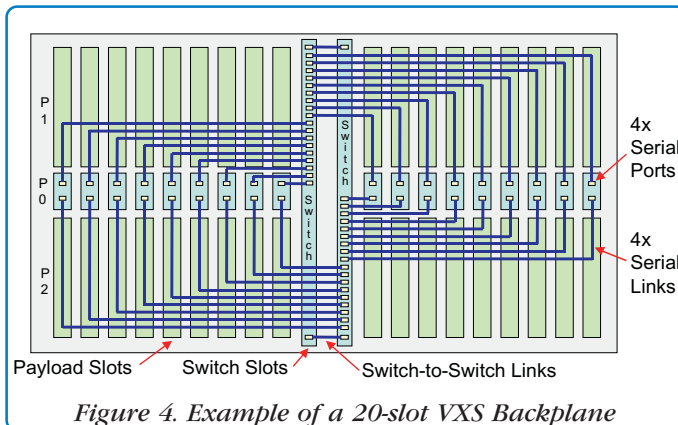 P
1
P
0
P
2
Switch
Switch
4x
Serial
Ports
4x
Serial
Links
Payload Slots
Switch Slots
Switch-to-Switch Links
Figure 4. Example of a 20-slot VXS Backplane